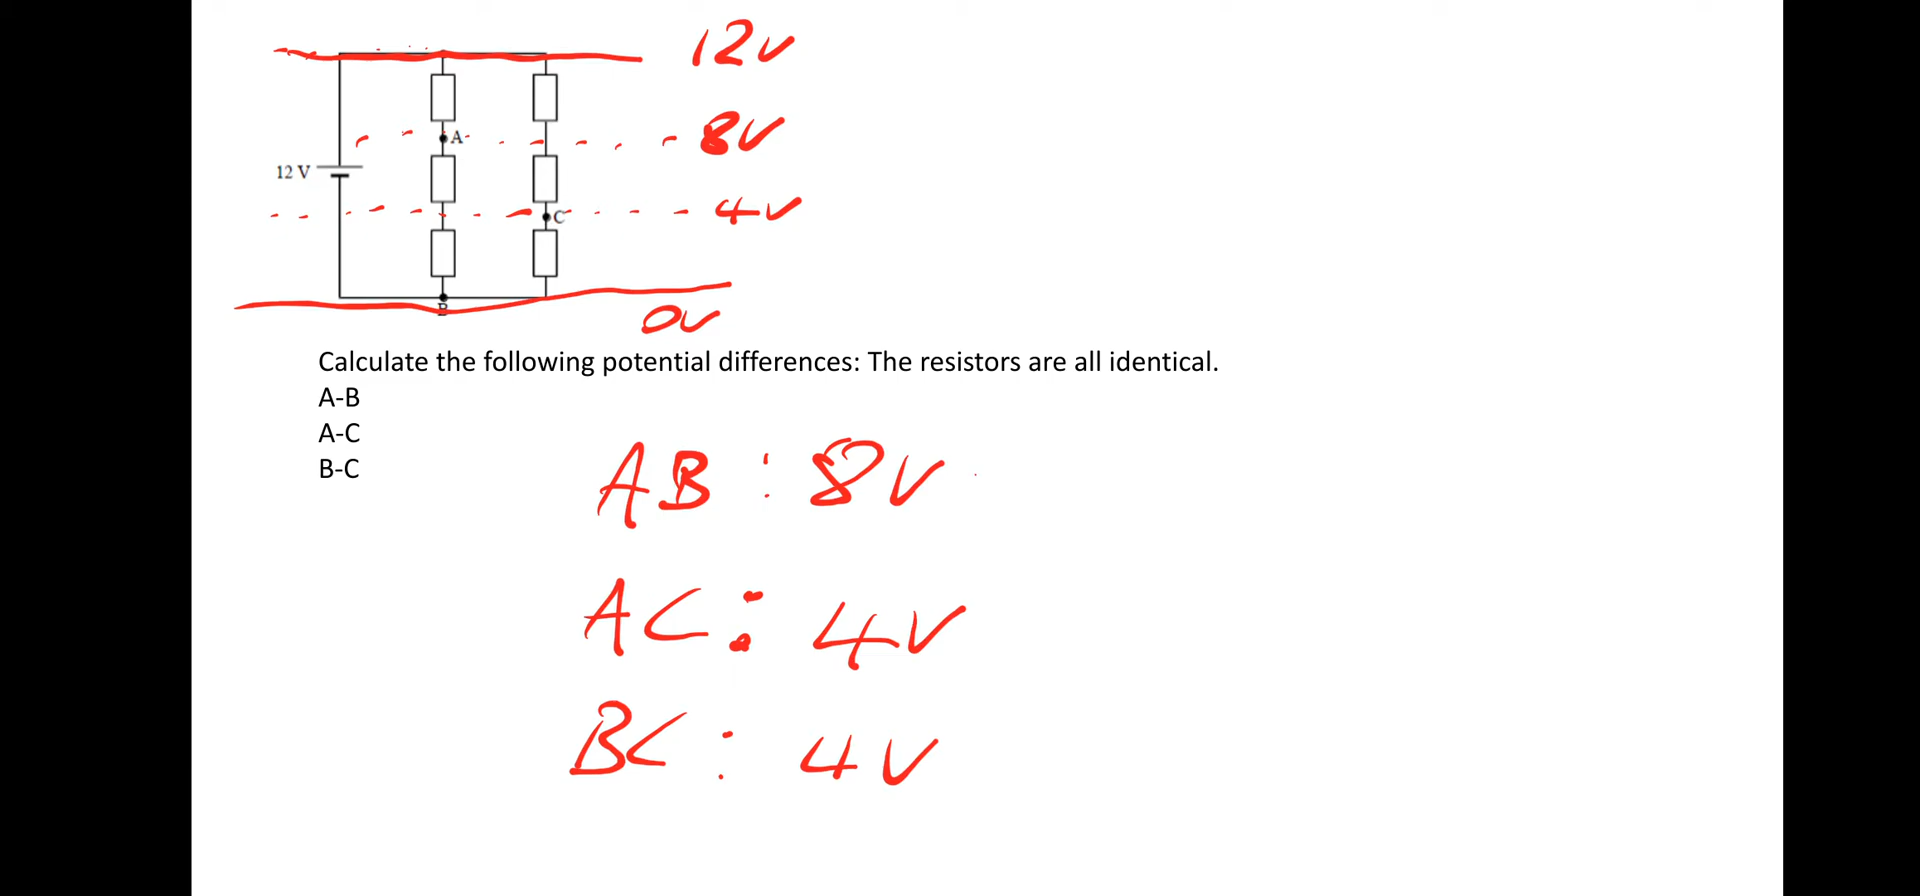 12V
A
8V
12 V
C
4V
B
0V
Calculate the following potential differences: The resistors are all identical.
A-B
A-C
B-C
AB : 8V
AC : 4V
BC : 4V